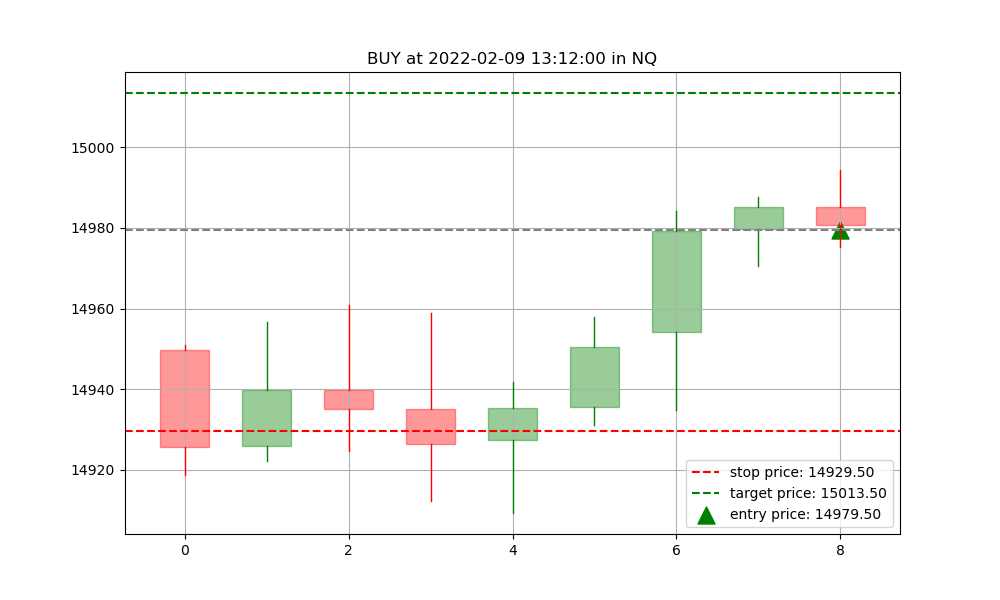 BUY at 2022-02-09 13:12:00 in NQ
15000
14980
14960
14940
14920
stop price: 14929.50
target price: 15013.50
entry price: 14979.50
0 2 4 6 8